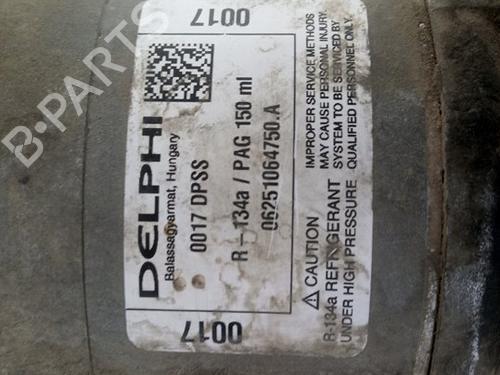 0017
DELPHI
Balassagyarmat, Hungary
0017 DPSS
R-134a / PAG 150 ml
06251064750.A
⚠ CAUTION
R-134a REFRIGERANT
UNDER HIGH PRESSURE
IMPROPER SERVICE METHODS
MAY CAUSE PERSONAL INJURY.
SYSTEM TO BE SERVICED BY
QUALIFIED PERSONNEL ONLY.
0017
B-PARTS